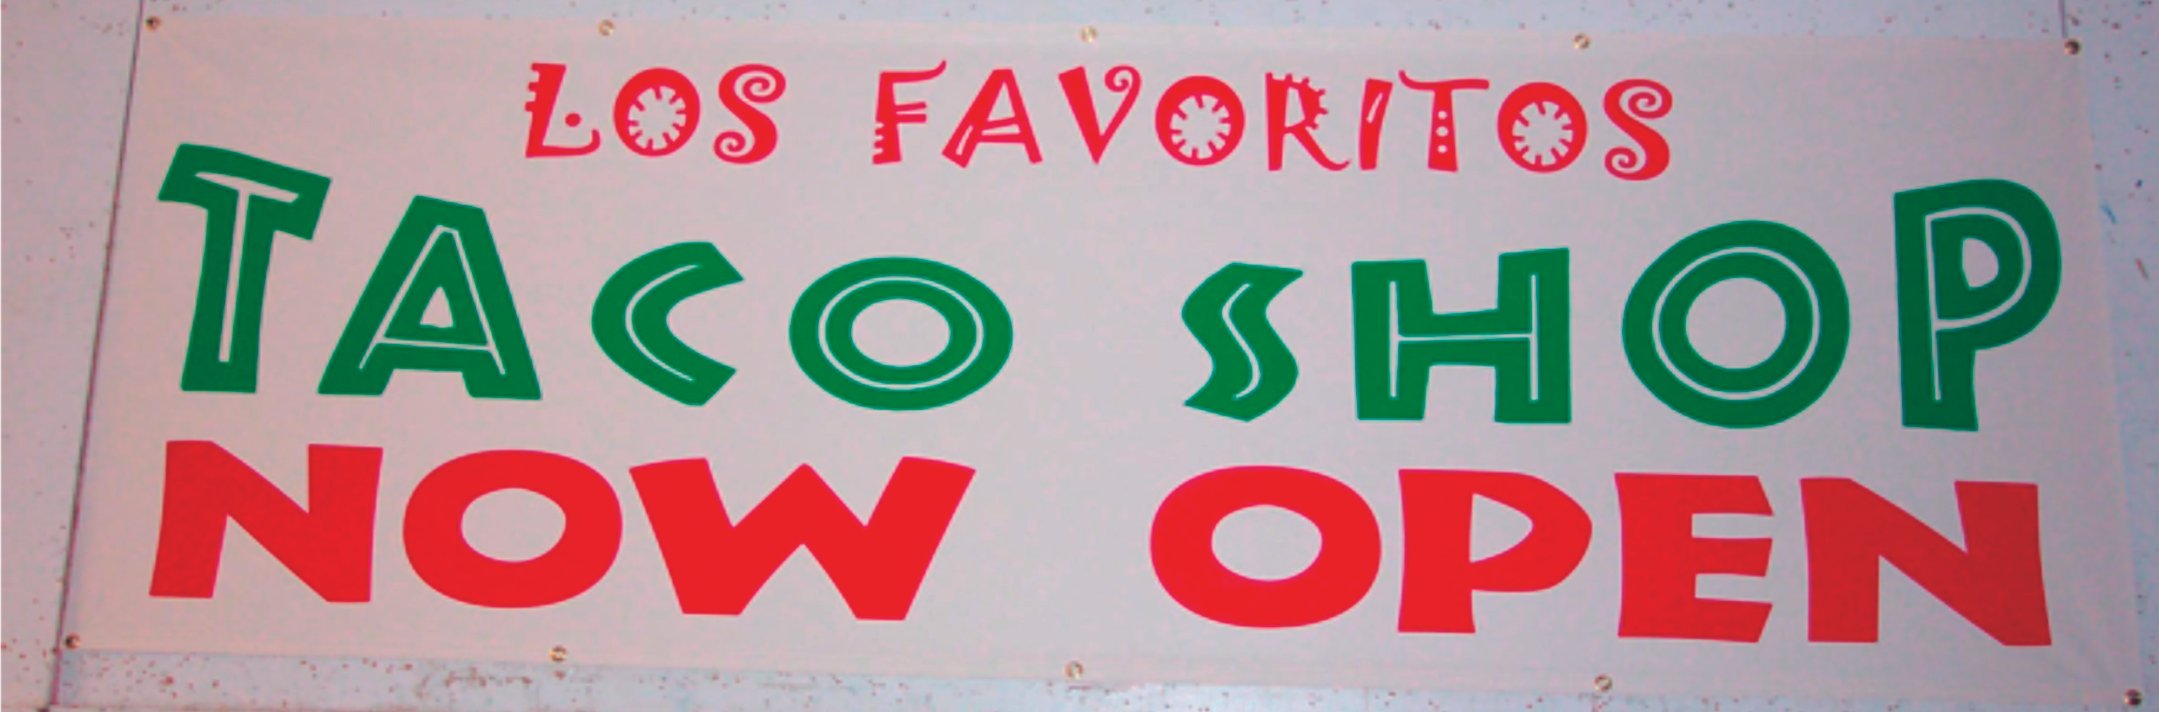 LOS FAVORITOS
TACO SHOP
NOW OPEN